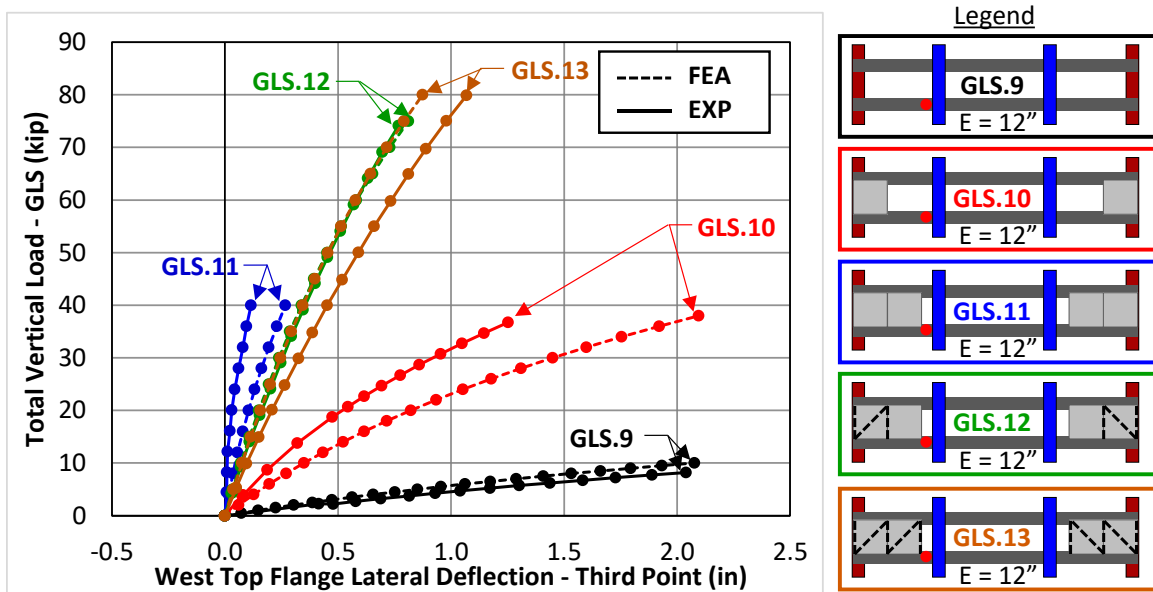 Legend
90
80
70
60
50
40
30
20
10
0
Total Vertical Load - GLS (kip)
-0.5
0.0
0.5
1.0
1.5
2.0
2.5
West Top Flange Lateral Deflection - Third Point (in)
GLS.12
GLS.13
GLS.11
GLS.10
GLS.9
FEA
EXP
GLS.9
E = 12”
GLS.10
E = 12”
GLS.11
E = 12”
GLS.12
E = 12”
GLS.13
E = 12”